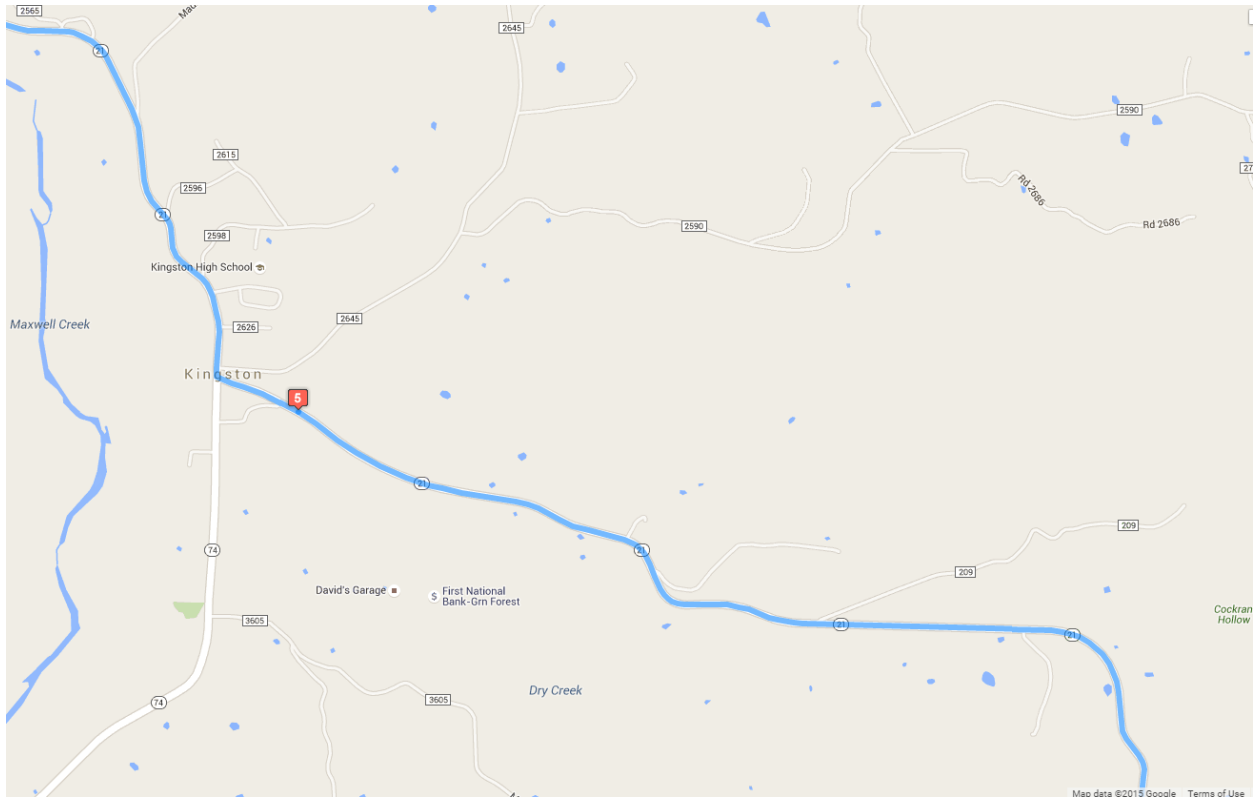 2565
Mad
2645
21
2590
27
2615
Rd 2686
2596
21
Rd 2686
2590
2598
Kingston High School
Maxwell Creek
2645
2626
Kingston
5
21
209
74
21
209
David's Garage
First National
Bank-Grn Forest
Cockran
Hollow
3605
21
21
Dry Creek
3605
74
Map data ©2015 Google
Terms of Use